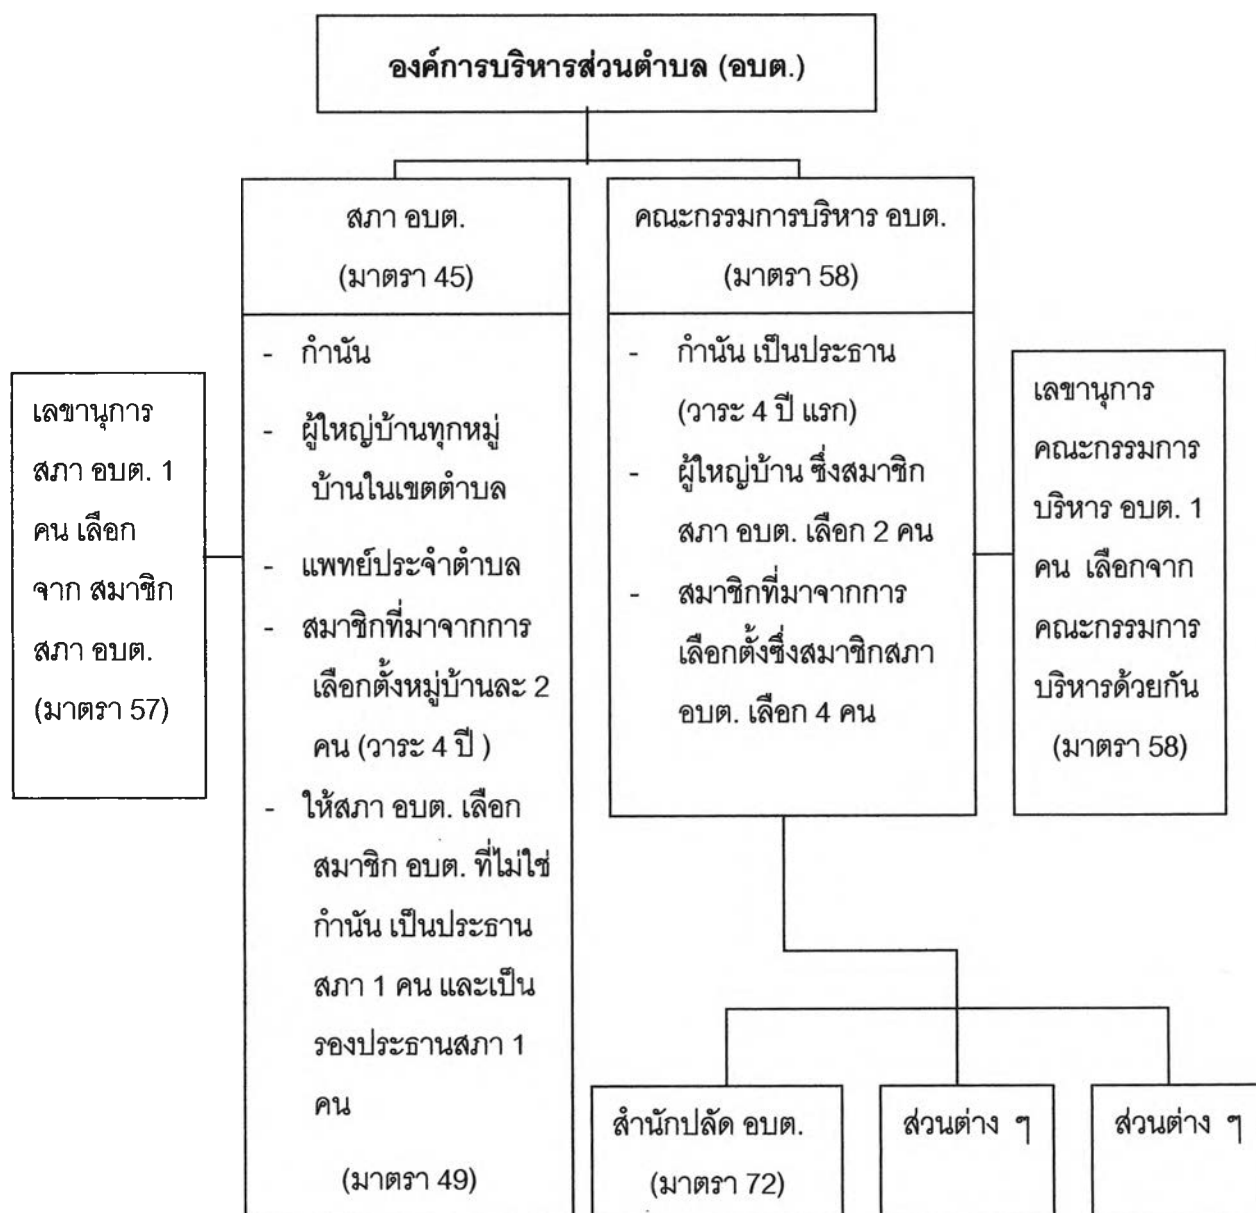 องค์การบริหารส่วนตำบล (อบต.)
สภา อบต.
(มาตรา 45)
- กำนัน
- ผู้ใหญ่บ้านทุกหมู่
บ้านในเขตตำบล
- แพทย์ประจำตำบล
- สมาชิกที่มาจากการ
เลือกตั้งหมู่บ้านละ 2
คน (วาระ 4 ปี )
- ให้สภา อบต. เลือก
สมาชิก อบต. ที่ไม่ใช่
กำนัน เป็นประธาน
สภา 1 คน และเป็น
รองประธานสภา 1
คน
(มาตรา 49)
เลขานุการ
สภา อบต. 1
คน เลือก
จาก สมาชิก
สภา อบต.
(มาตรา 57)
คณะกรรมการบริหาร อบต.
(มาตรา 58)
- กำนัน เป็นประธาน
(วาระ 4 ปี แรก)
- ผู้ใหญ่บ้าน ซึ่งสมาชิก
สภา อบต. เลือก 2 คน
- สมาชิกที่มาจากการ
เลือกตั้งซึ่งสมาชิกสภา
อบต. เลือก 4 คน
เลขานุการ
คณะกรรมการ
บริหาร อบต. 1
คน เลือกจาก
คณะกรรมการ
บริหารด้วยกัน
(มาตรา 58)
สำนักปลัด อบต.
(มาตรา 72)
ส่วนต่าง ๆ
ส่วนต่าง ๆ